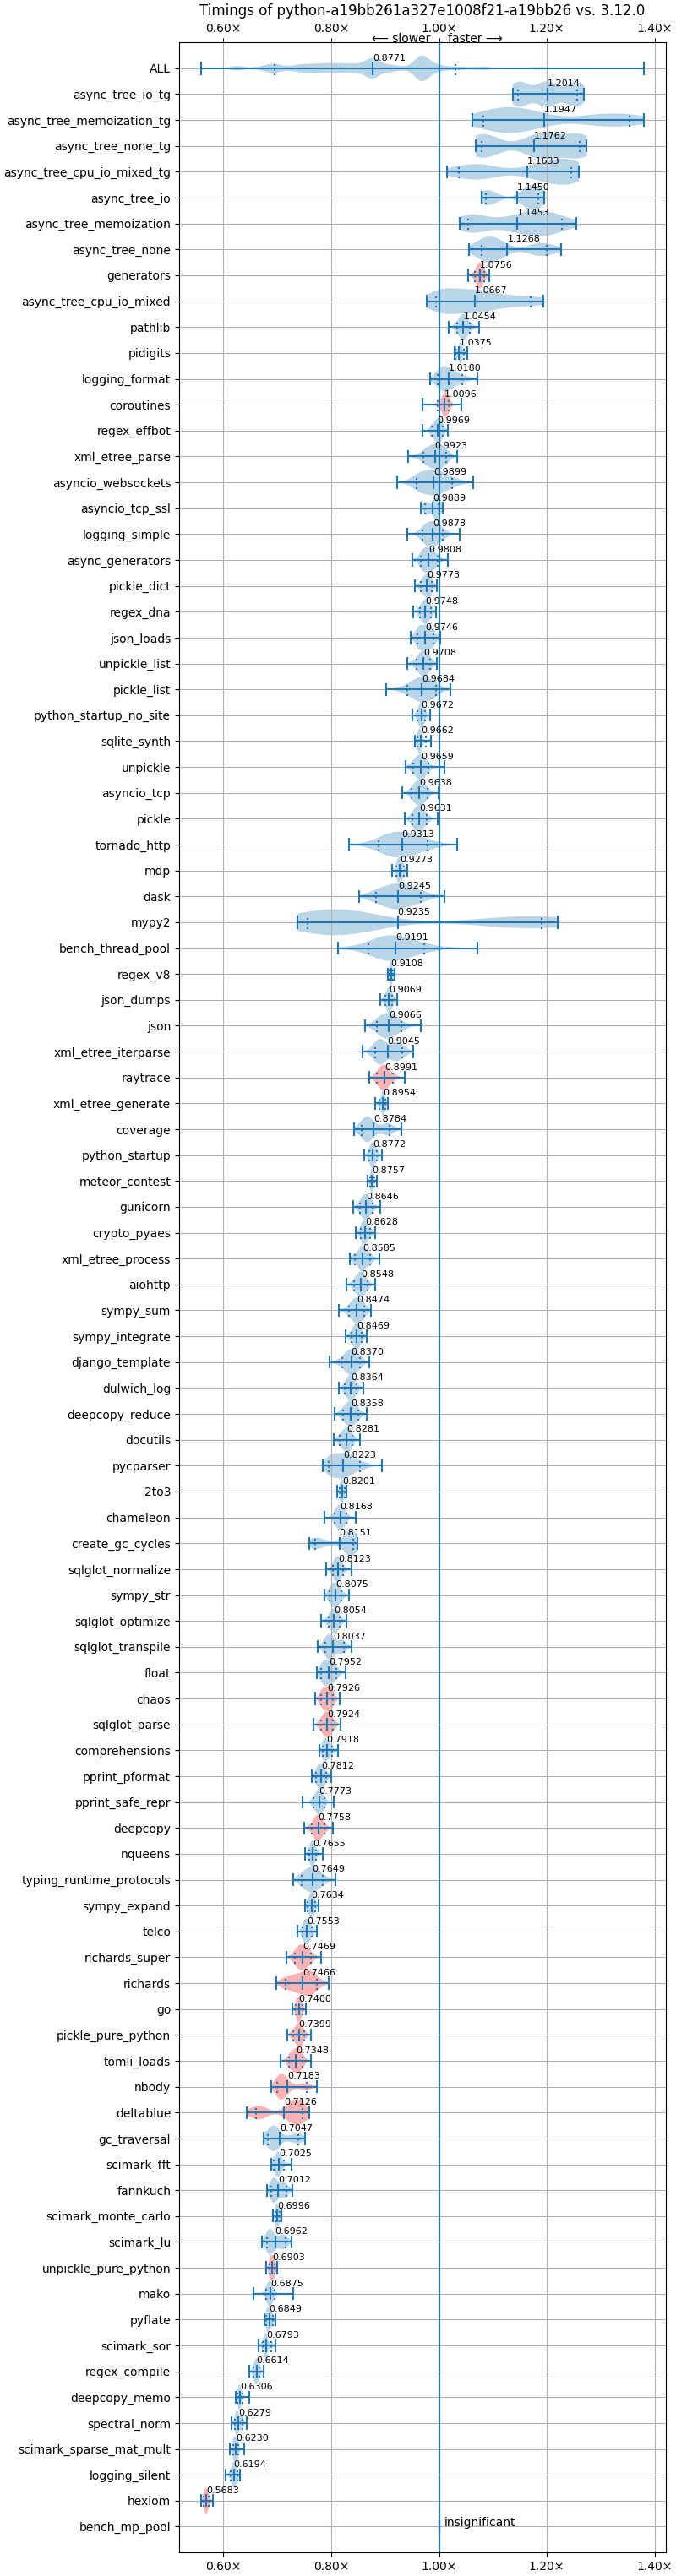 Timings of python-a19bb261a327e1008f21-a19bb26 vs. 3.12.0
0.60× 0.80× 1.00× 1.20× 1.40×
⟵ slower faster ⟶
ALL 0.8771
async_tree_io_tg 1.2014
async_tree_memoization_tg 1.1947
async_tree_none_tg 1.1762
async_tree_cpu_io_mixed_tg 1.1633
async_tree_io 1.1450
async_tree_memoization 1.1453
async_tree_none 1.1268
generators 1.0756
async_tree_cpu_io_mixed 1.0667
pathlib 1.0454
pidigits 1.0375
logging_format 1.0180
coroutines 1.0096
regex_effbot 0.9969
xml_etree_parse 0.9923
asyncio_websockets 0.9899
asyncio_tcp_ssl 0.9889
logging_simple 0.9878
async_generators 0.9808
pickle_dict 0.9773
regex_dna 0.9748
json_loads 0.9746
unpickle_list 0.9708
pickle_list 0.9684
python_startup_no_site 0.9672
sqlite_synth 0.9662
unpickle 0.9659
asyncio_tcp 0.9638
pickle 0.9631
tornado_http 0.9313
mdp 0.9273
dask 0.9245
mypy2 0.9235
bench_thread_pool 0.9191
regex_v8 0.9108
json_dumps 0.9069
json 0.9066
xml_etree_iterparse 0.9045
raytrace 0.8991
xml_etree_generate 0.8954
coverage 0.8784
python_startup 0.8772
meteor_contest 0.8757
gunicorn 0.8646
crypto_pyaes 0.8628
xml_etree_process 0.8585
aiohttp 0.8548
sympy_sum 0.8474
sympy_integrate 0.8469
django_template 0.8370
dulwich_log 0.8364
deepcopy_reduce 0.8358
docutils 0.8281
pycparser 0.8223
2to3 0.8201
chameleon 0.8168
create_gc_cycles 0.8151
sqlglot_normalize 0.8123
sympy_str 0.8075
sqlglot_optimize 0.8054
sqlglot_transpile 0.8037
float 0.7952
chaos 0.7926
sqlglot_parse 0.7924
comprehensions 0.7918
pprint_pformat 0.7812
pprint_safe_repr 0.7773
deepcopy 0.7758
nqueens 0.7655
typing_runtime_protocols 0.7649
sympy_expand 0.7634
telco 0.7553
richards_super 0.7469
richards 0.7466
go 0.7400
pickle_pure_python 0.7399
tomli_loads 0.7348
nbody 0.7183
deltablue 0.7126
gc_traversal 0.7047
scimark_fft 0.7025
fannkuch 0.7012
scimark_monte_carlo 0.6996
scimark_lu 0.6962
unpickle_pure_python 0.6903
mako 0.6875
pyflate 0.6849
scimark_sor 0.6793
regex_compile 0.6614
deepcopy_memo 0.6306
spectral_norm 0.6279
scimark_sparse_mat_mult 0.6230
logging_silent 0.6194
hexiom 0.5683
bench_mp_pool insignificant
0.60× 0.80× 1.00× 1.20× 1.40×